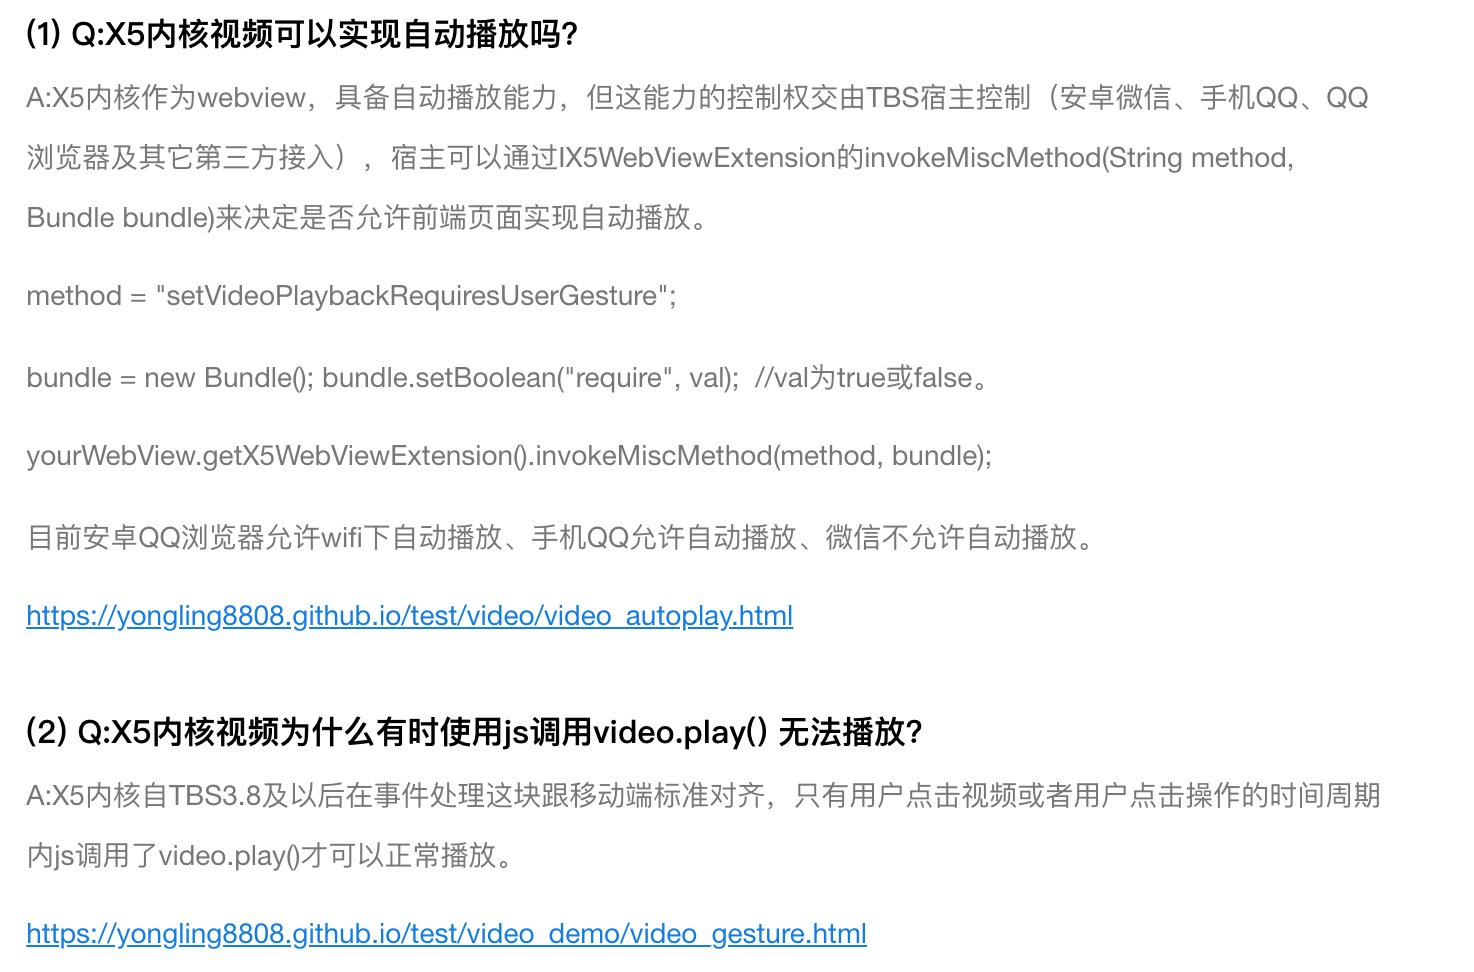 (1) Q:X5内核视频可以实现自动播放吗?
A:X5内核作为webview，具备自动播放能力，但这能力的控制权交由TBS宿主控制（安卓微信、手机QQ、QQ
浏览器及其它第三方接入），宿主可以通过IX5WebViewExtension的invokeMiscMethod(String method,
Bundle bundle)来决定是否允许前端页面实现自动播放。
method = "setVideoPlaybackRequiresUserGesture";
bundle = new Bundle(); bundle.setBoolean("require", val);  //val为true或false。
yourWebView.getX5WebViewExtension().invokeMiscMethod(method, bundle);
目前安卓QQ浏览器允许wifi下自动播放、手机QQ允许自动播放、微信不允许自动播放。
https://yongling8808.github.io/test/video/video_autoplay.html
(2) Q:X5内核视频为什么有时使用js调用video.play() 无法播放?
A:X5内核自TBS3.8及以后在事件处理这块跟移动端标准对齐，只有用户点击视频或者用户点击操作的时间周期
内js调用了video.play()才可以正常播放。
https://yongling8808.github.io/test/video_demo/video_gesture.html